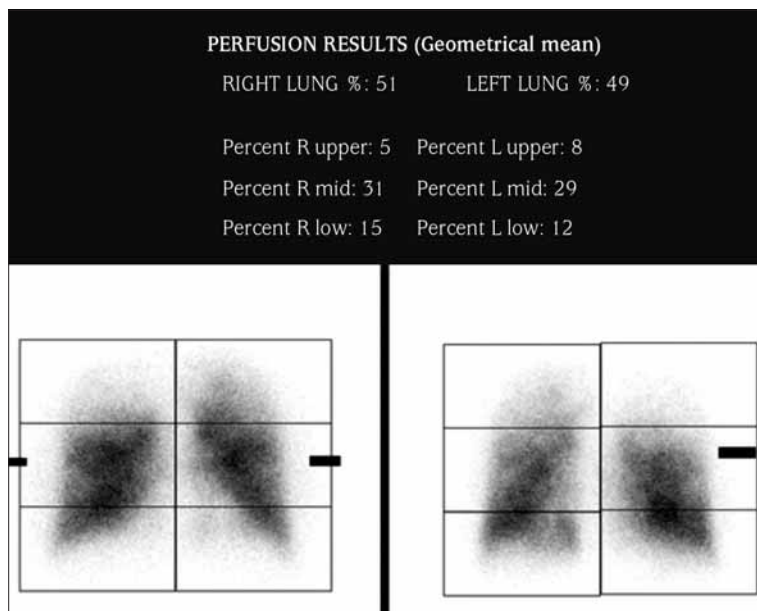 PERFUSION RESULTS (Geometrical mean)
RIGHT LUNG %: 51 LEFT LUNG %: 49
Percent R upper: 5 Percent L upper: 8
Percent R mid: 31 Percent L mid: 29
Percent R low: 15 Percent L low: 12